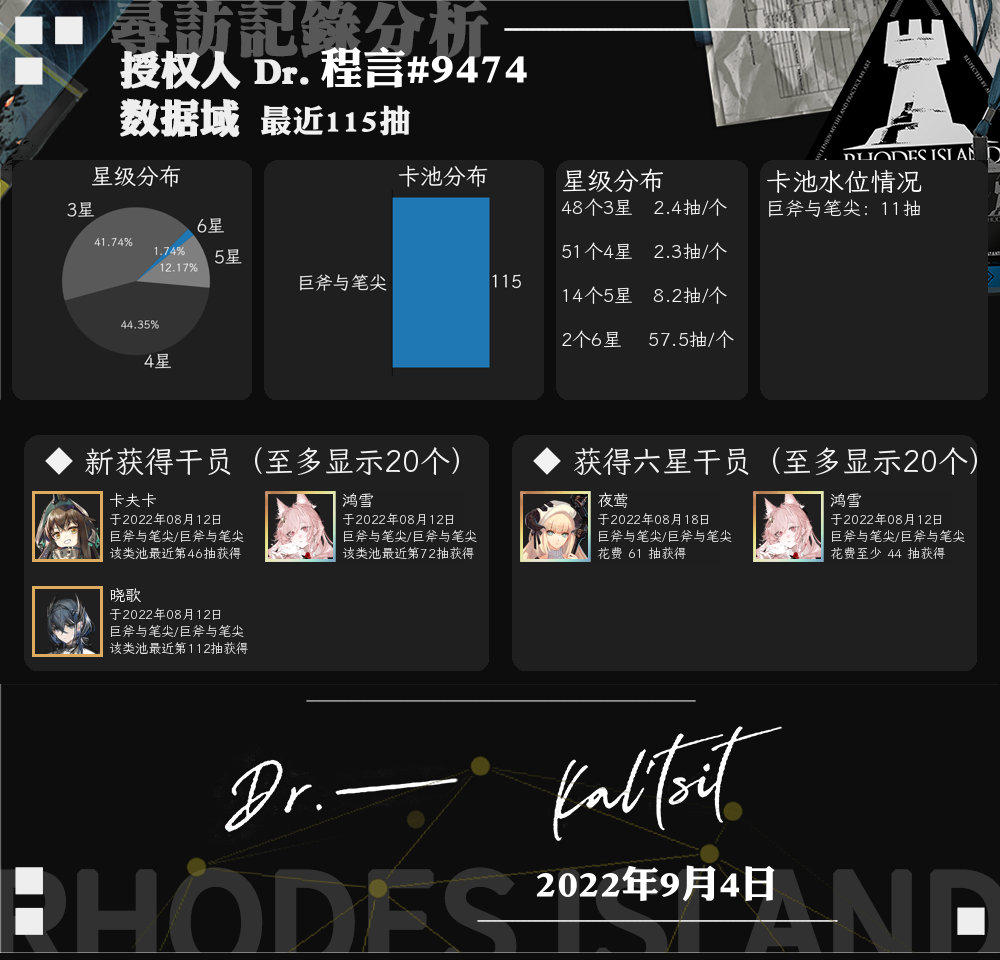 尋訪記錄分析
授权人 Dr. 程言#9474
数据域 最近115抽
RHODES ISLAND
星级分布
3星
6星
5星
4星
41.74%
1.74%
12.17%
44.35%
卡池分布
巨斧与笔尖
115
星级分布
48个3星 2.4抽/个
51个4星 2.3抽/个
14个5星 8.2抽/个
2个6星 57.5抽/个
卡池水位情况
巨斧与笔尖: 11抽
◆ 新获得干员（至多显示20个）
卡夫卡
于2022年08月12日
巨斧与笔尖/巨斧与笔尖
该类池最近第46抽获得
鸿雪
于2022年08月12日
巨斧与笔尖/巨斧与笔尖
该类池最近第72抽获得
晓歌
于2022年08月12日
巨斧与笔尖/巨斧与笔尖
该类池最近第112抽获得
◆ 获得六星干员（至多显示20个）
夜莺
于2022年08月18日
巨斧与笔尖/巨斧与笔尖
花费 61 抽获得
鸿雪
于2022年08月12日
巨斧与笔尖/巨斧与笔尖
花费至少 44 抽获得
Dr.—
Kal'tsit
2022年9月4日
RHODES ISLAND